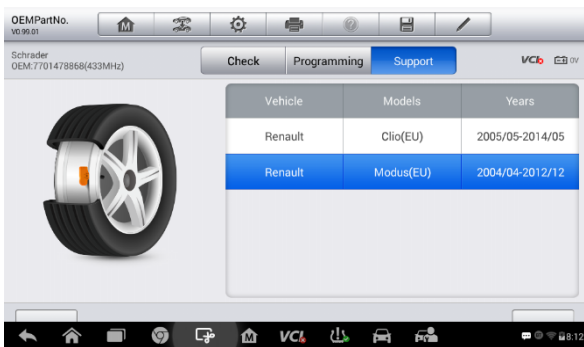 OEMPartNo.
V0.99.01
Schrader
OEM:7701478868(433MHz)
Check Programming Support
VCI 0V
Vehicle Models Years
Renault Clio(EU) 2005/05-2014/05
Renault Modus(EU) 2004/04-2012/12
VCI 8:12